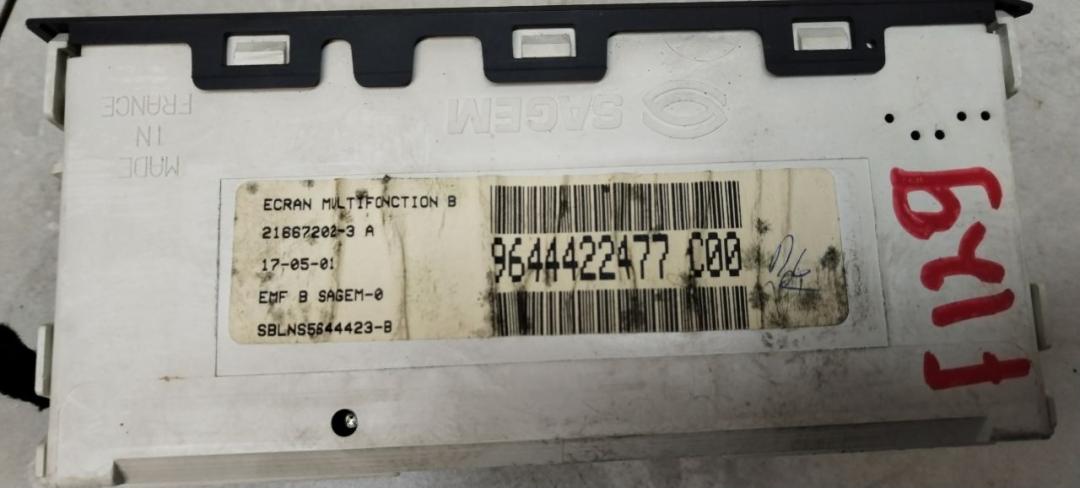 MADE
IN
FRANCE
SAGEM
ECRAN MULTIFONCTION B
21667202-3 A
17-05-01
EMF B SAGEM-0
SBLNS5644423-B
9644422477 C00